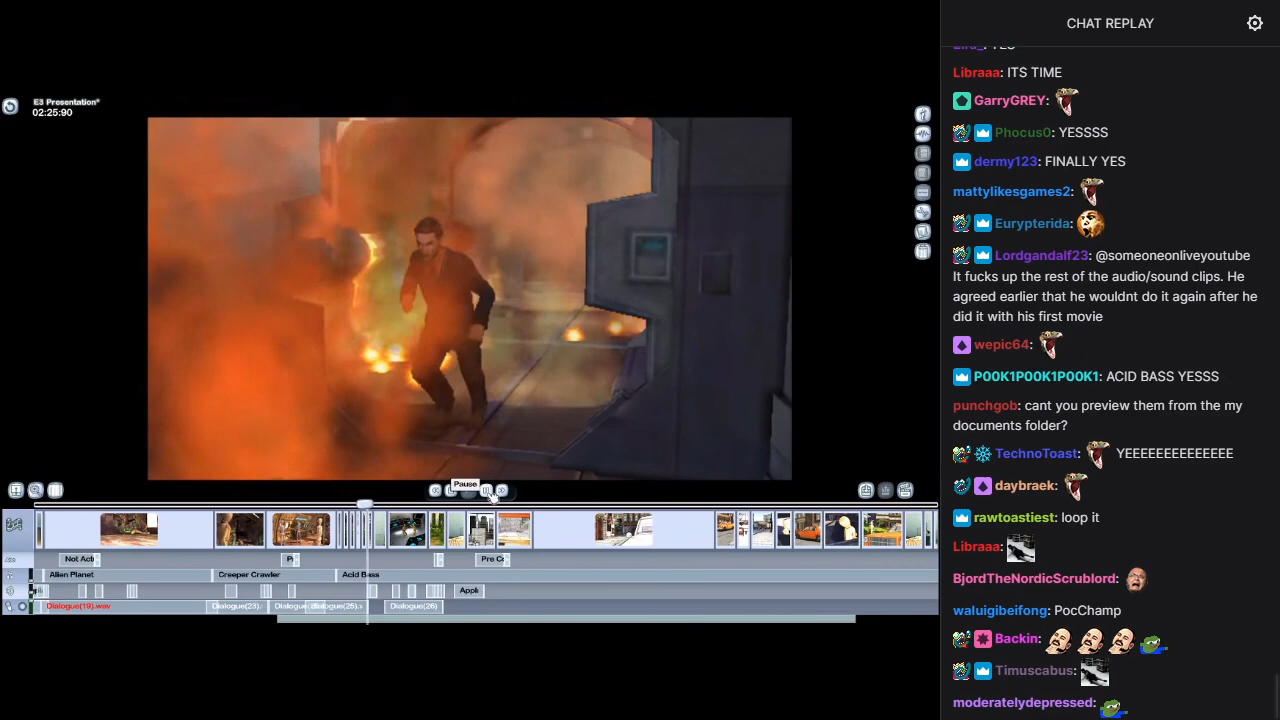 E3 Presentation*
02:25:90
Pause
Not Acti
Pre Ca
Alien Planet
Creeper Crawler
Acid Bass
Appli
Dialogue(19).wav
Dialogue(23).
Dialogue(25).
Dialogue(26)
CHAT REPLAY
Libraaa: ITS TIME
GarryGREY:
Phocus0: YESSSS
dermy123: FINALLY YES
mattylikesgames2:
Eurypterida:
Lordgandalf23: @someoneonliveyoutube
It fucks up the rest of the audio/sound clips. He
agreed earlier that he wouldnt do it again after he
did it with his first movie
wepic64:
P00K1P00K1P00K1: ACID BASS YESSS
punchgob: cant you preview them from the my
documents folder?
TechnoToast: YEEEEEEEEEEEEE
daybraek:
rawtoastiest: loop it
Libraaa:
BjordTheNordicScrublord:
waluigibeifong: PocChamp
Backin:
Timuscabus:
moderatelydepressed: